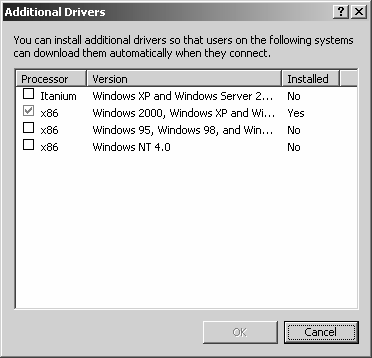 Additional Drivers
You can install additional drivers so that users on the following systems
can download them automatically when they connect.
Processor Version Installed
Itanium Windows XP and Windows Server 2... No
x86 Windows 2000, Windows XP and Wi... Yes
x86 Windows 95, Windows 98, and Win... No
x86 Windows NT 4.0 No
OK Cancel